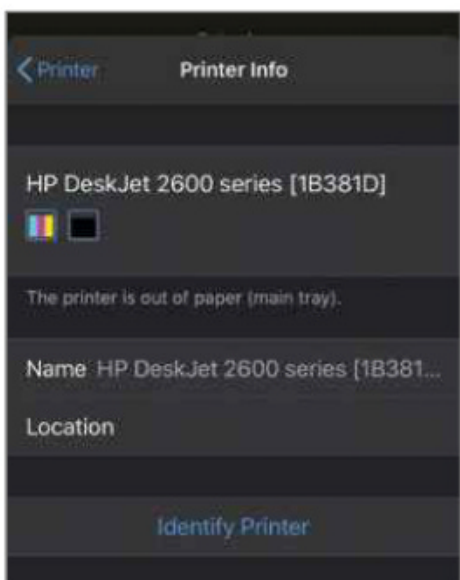 Printer
Printer Info
HP DeskJet 2600 series [1B381D]
The printer is out of paper (main tray).
Name HP DeskJet 2600 series [1B381...
Location
Identify Printer